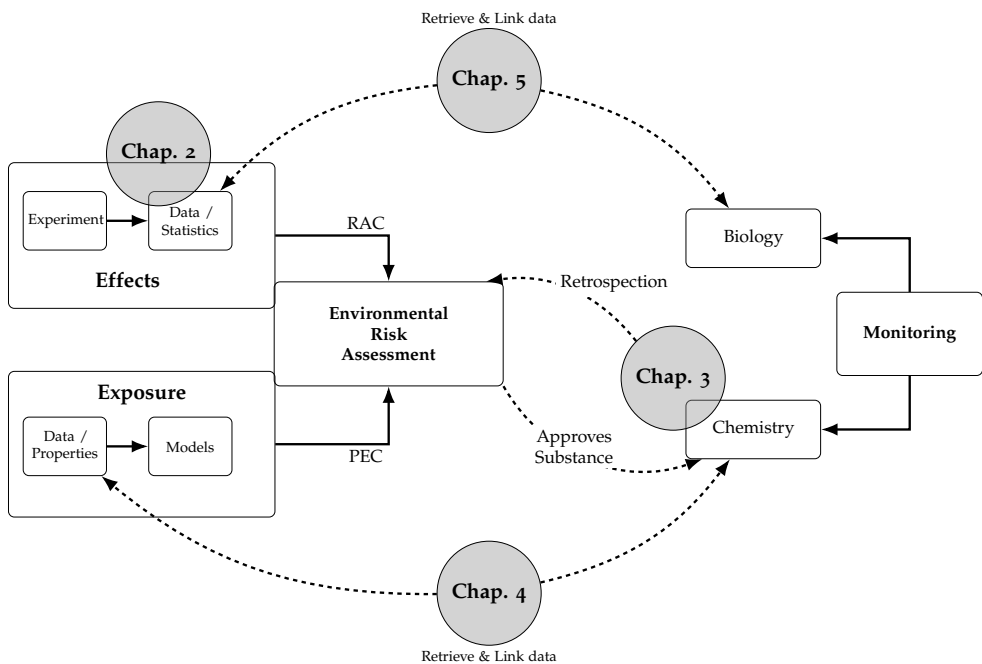 Retrieve & Link data
Chap. 5
Chap. 2
Experiment
Data /
Statistics
Effects
RAC
Biology
Retrospection
Environmental
Risk
Assessment
Monitoring
Chap. 3
Exposure
Data /
Properties
Models
PEC
Approves
Substance
Chemistry
Chap. 4
Retrieve & Link data